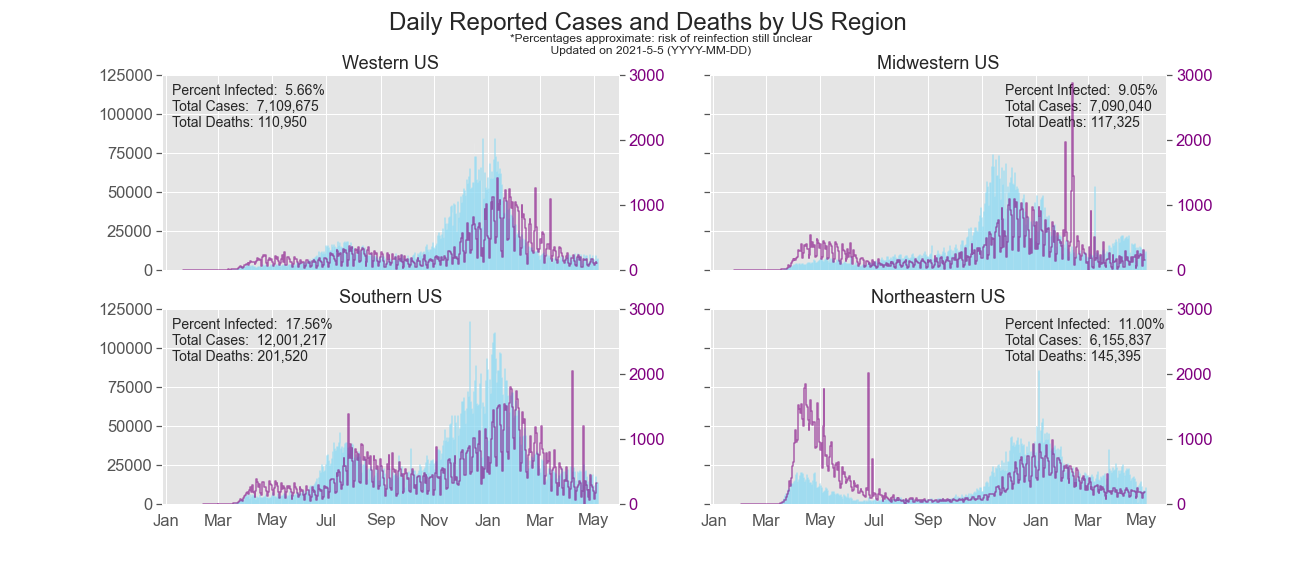 Daily Reported Cases and Deaths by US Region
*Percentages approximate: risk of reinfection still unclear
Updated on 2021-5-5 (YYYY-MM-DD)
Western US
125000
100000
75000
50000
25000
0
Percent Infected: 5.66%
Total Cases: 7,109,675
Total Deaths: 110,950
3000
2000
1000
0
Midwestern US
Percent Infected: 9.05%
Total Cases: 7,090,040
Total Deaths: 117,325
3000
2000
1000
0
Southern US
125000
100000
75000
50000
25000
0
Percent Infected: 17.56%
Total Cases: 12,001,217
Total Deaths: 201,520
3000
2000
1000
0
Jan Mar May Jul Sep Nov Jan Mar May
Northeastern US
Percent Infected: 11.00%
Total Cases: 6,155,837
Total Deaths: 145,395
3000
2000
1000
0
Jan Mar May Jul Sep Nov Jan Mar May